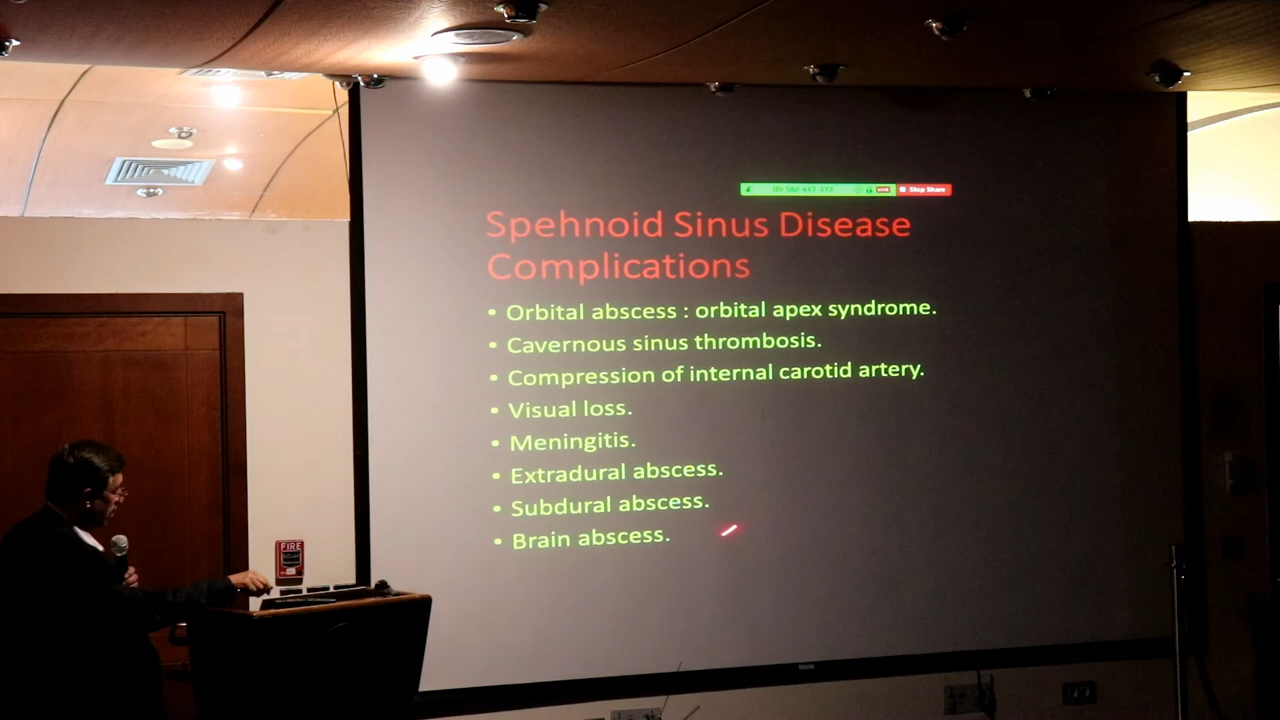 LIVE
Stop Share
Spehnoid Sinus Disease
Complications
• Orbital abscess : orbital apex syndrome.
• Cavernous sinus thrombosis.
• Compression of internal carotid artery.
• Visual loss.
• Meningitis.
• Extradural abscess.
• Subdural abscess.
• Brain abscess.
FIRE